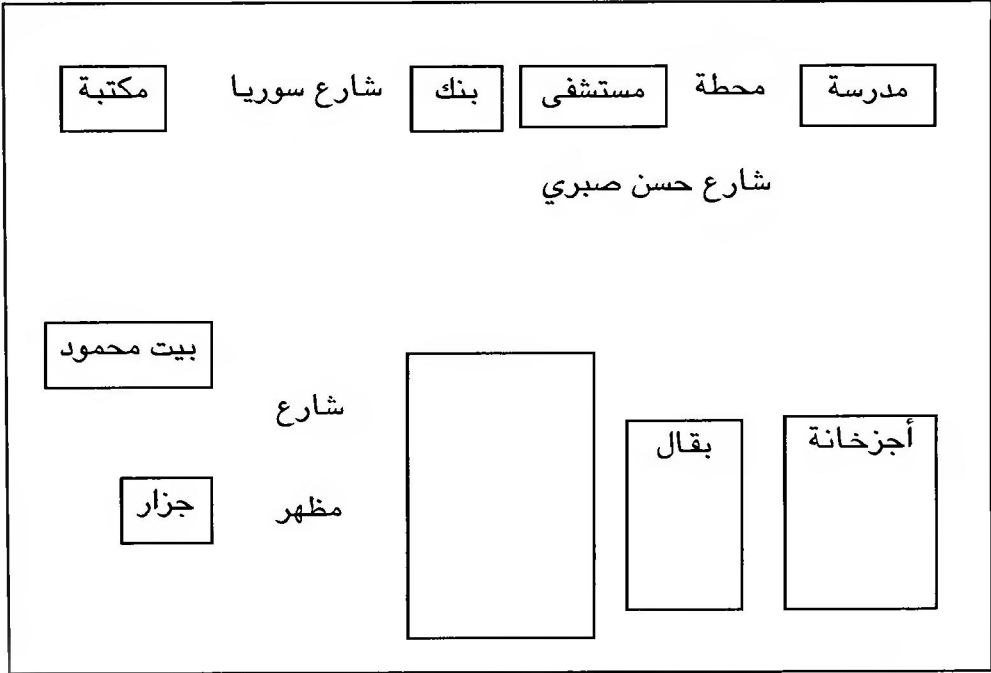 مدرسة
محطة
مستشفى
بنك
شارع سوريا
مكتبة
شارع حسن صبري
بيت محمود
شارع
أجزخانة
بقال
مظهر
جزار